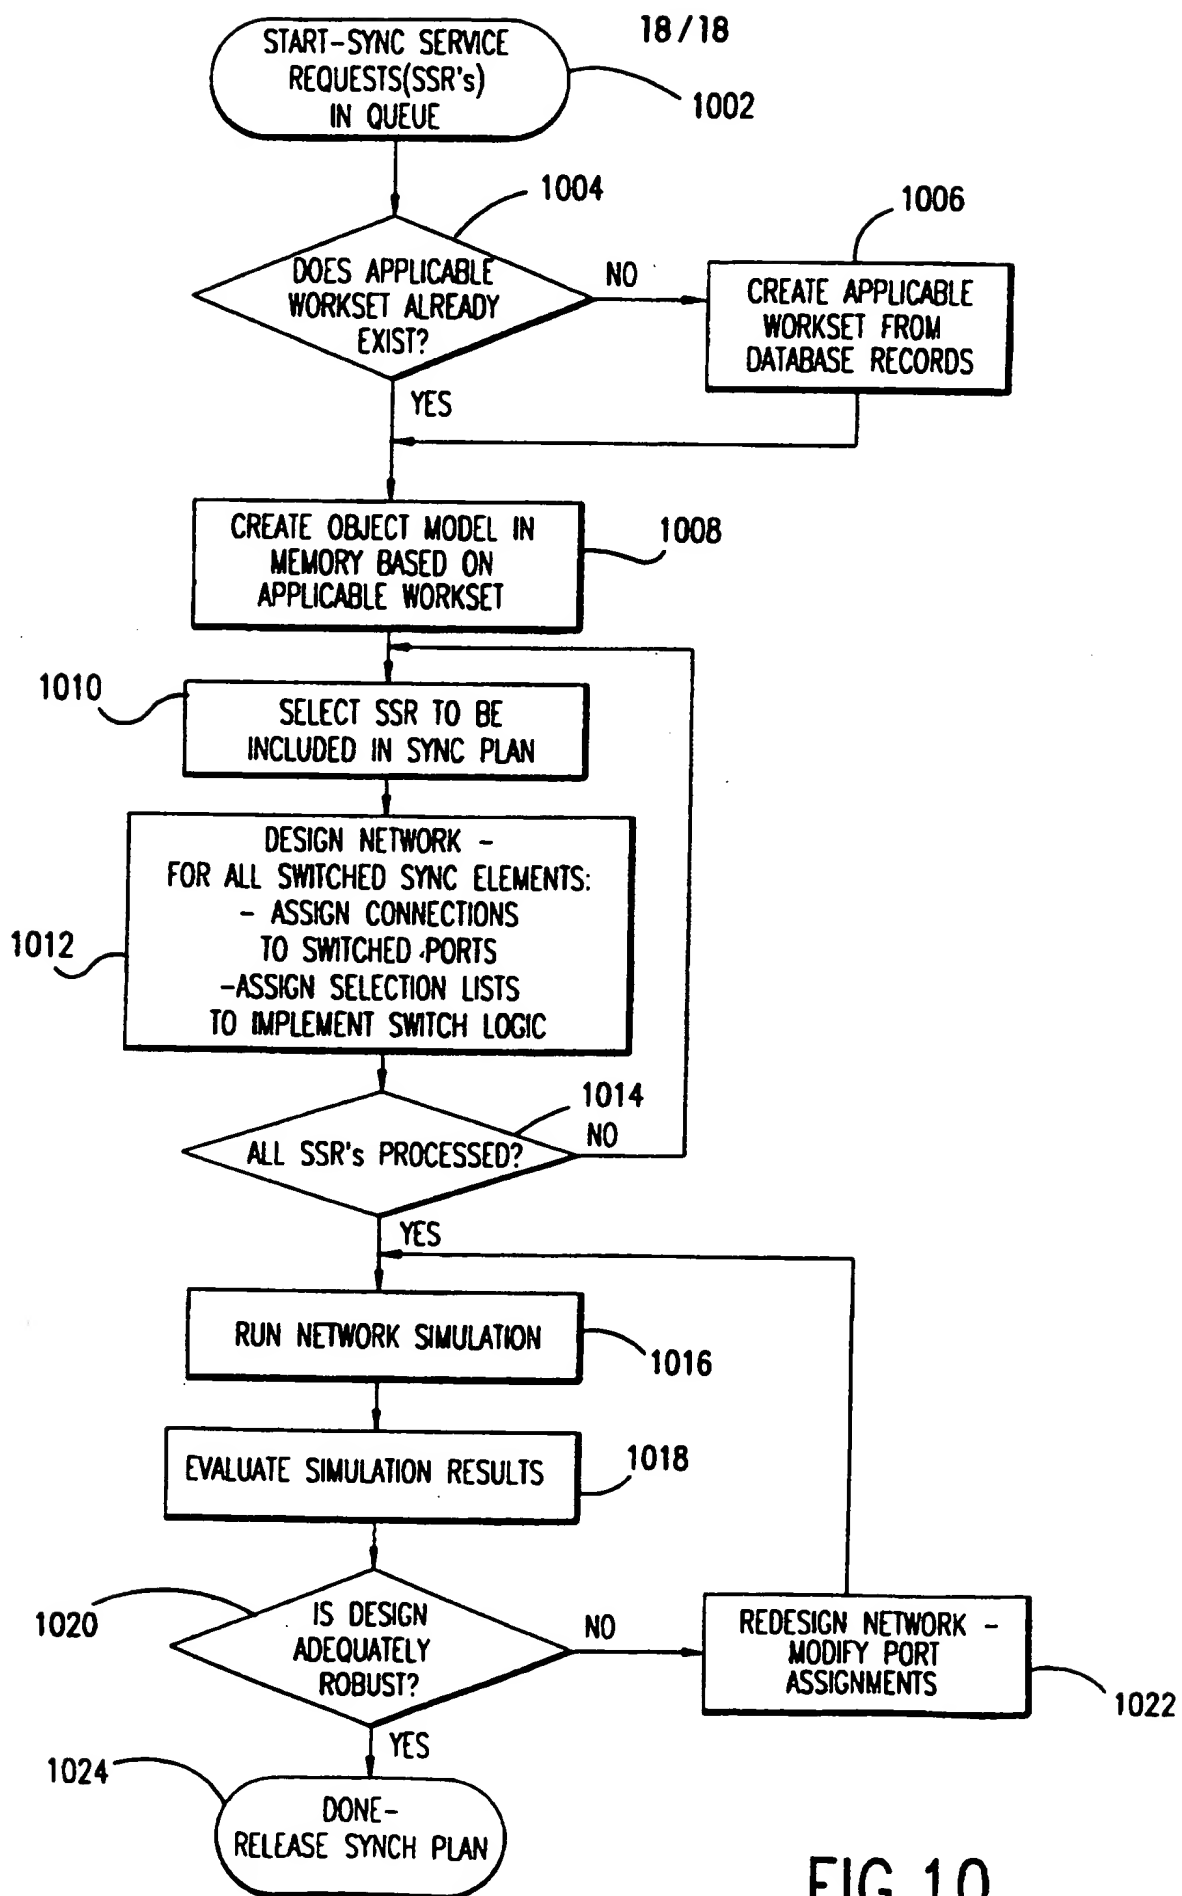 18/18
START-SYNC SERVICE
REQUESTS(SSR's)
IN QUEUE
1002
1004
DOES APPLICABLE
WORKSET ALREADY
EXIST?
NO
YES
1006
CREATE APPLICABLE
WORKSET FROM
DATABASE RECORDS
CREATE OBJECT MODEL IN
MEMORY BASED ON
APPLICABLE WORKSET
1008
1010
SELECT SSR TO BE
INCLUDED IN SYNC PLAN
1012
DESIGN NETWORK -
FOR ALL SWITCHED SYNC ELEMENTS:
- ASSIGN CONNECTIONS
TO SWITCHED PORTS
-ASSIGN SELECTION LISTS
TO IMPLEMENT SWITCH LOGIC
1014
ALL SSR's PROCESSED?
NO
YES
RUN NETWORK SIMULATION
1016
EVALUATE SIMULATION RESULTS
1018
1020
IS DESIGN
ADEQUATELY
ROBUST?
NO
YES
REDESIGN NETWORK -
MODIFY PORT
ASSIGNMENTS
1022
1024
DONE-
RELEASE SYNCH PLAN
FIG.10